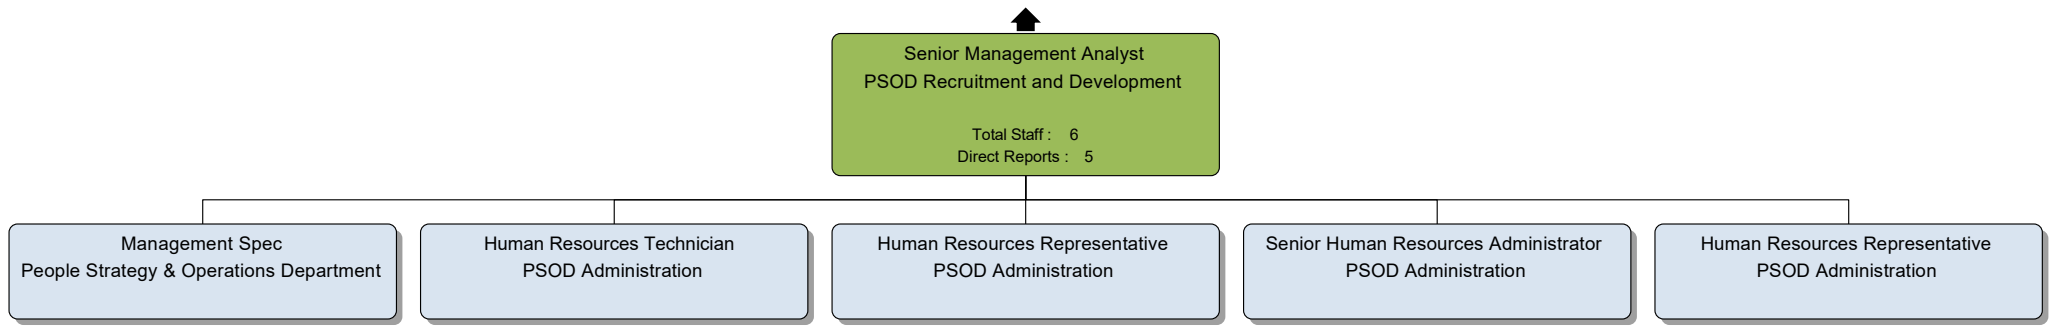 Senior Management Analyst
PSOD Recruitment and Development
Total Staff : 6
Direct Reports : 5
Management Spec
People Strategy & Operations Department
Human Resources Technician
PSOD Administration
Human Resources Representative
PSOD Administration
Senior Human Resources Administrator
PSOD Administration
Human Resources Representative
PSOD Administration